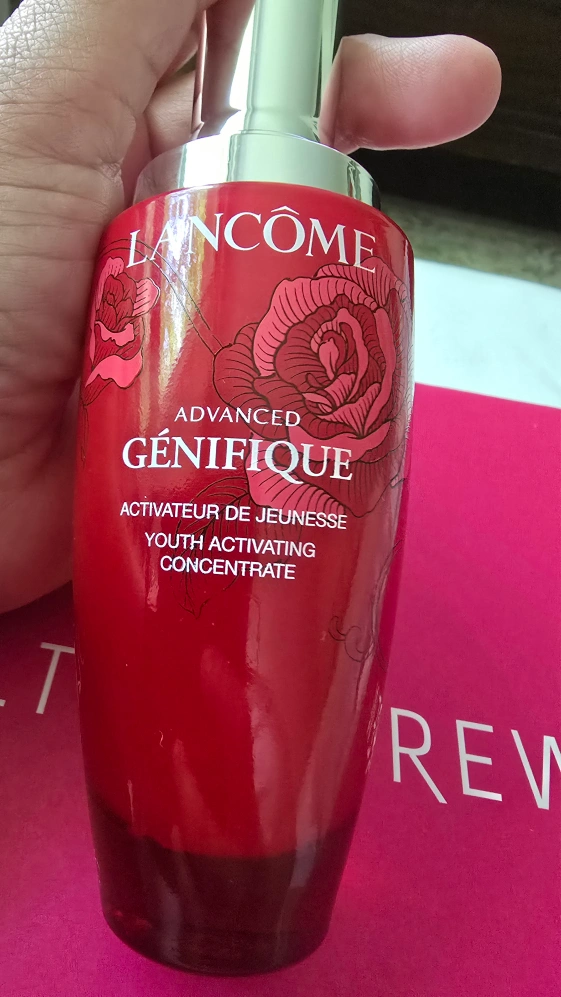 LANCÔME
ADVANCED
GÉNIFIQUE
ACTIVATEUR DE JEUNESSE
YOUTH ACTIVATING
CONCENTRATE